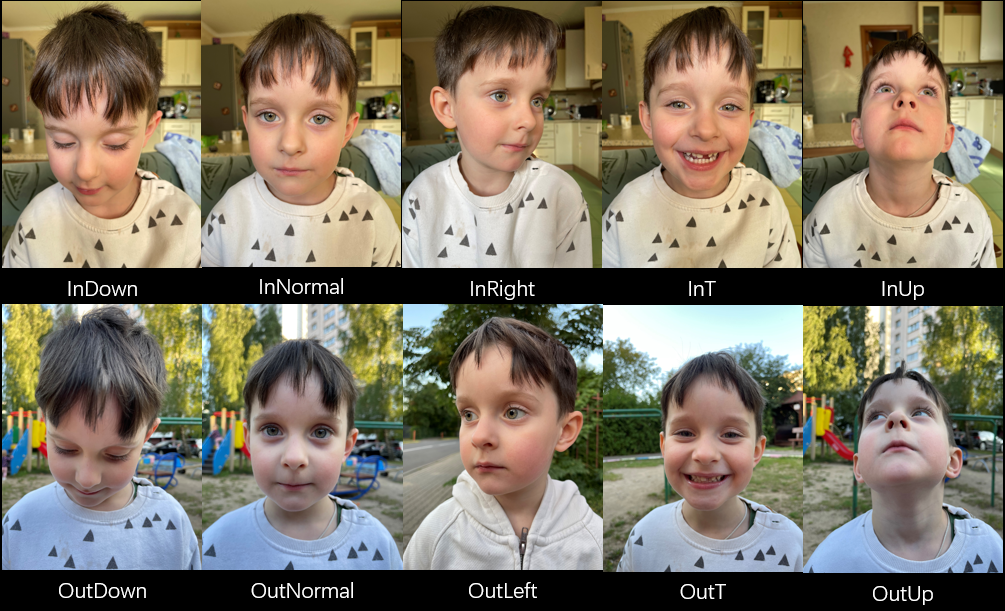 InDown
InNormal
InRight
InT
InUp
OutDown
OutNormal
OutLeft
OutT
OutUp